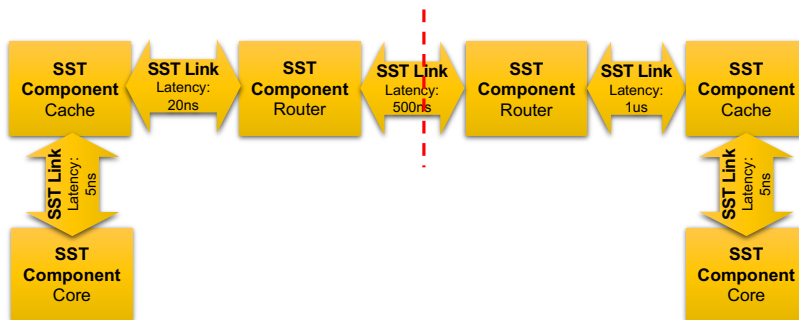 SST
Component
Cache
SST Link
Latency:
20ns
SST
Component
Router
SST Link
Latency:
500ns
SST
Component
Router
SST Link
Latency:
1us
SST
Component
Cache
SST Link
Latency:
5ns
SST Link
Latency:
5ns
SST
Component
Core
SST
Component
Core